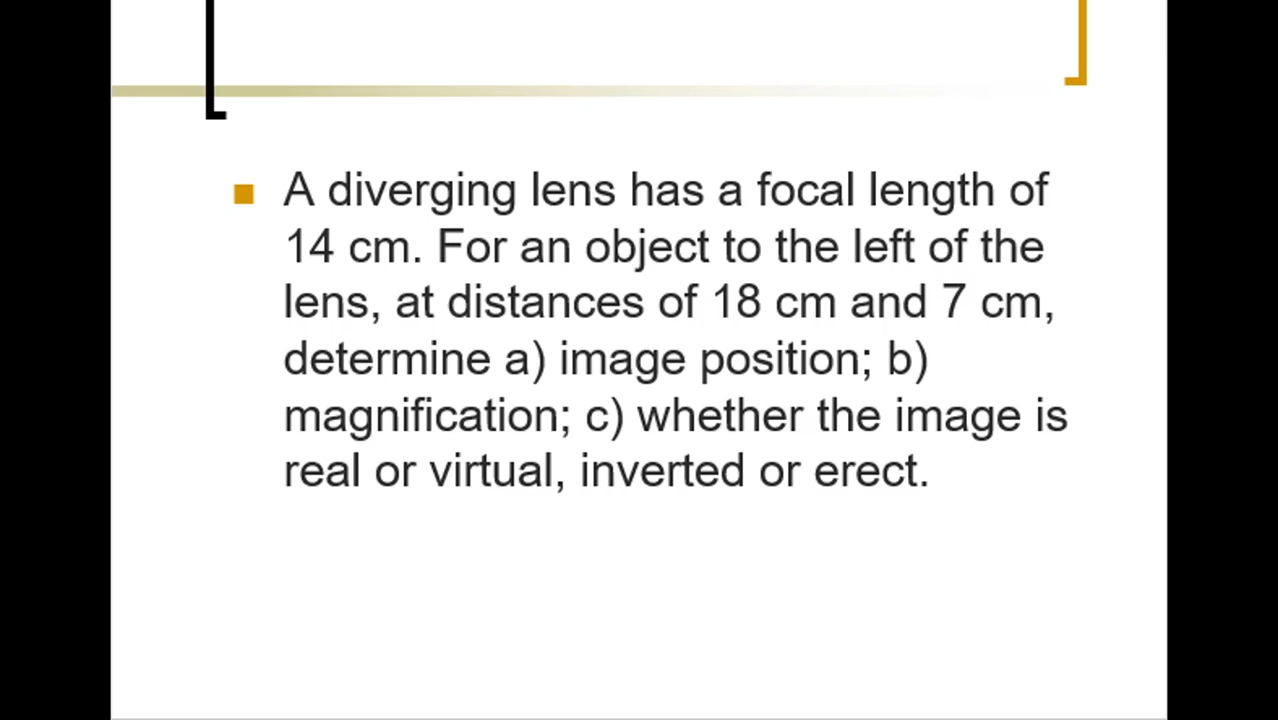 A diverging lens has a focal length of
14 cm. For an object to the left of the
lens, at distances of 18 cm and 7 cm,
determine a) image position; b)
magnification; c) whether the image is
real or virtual, inverted or erect.